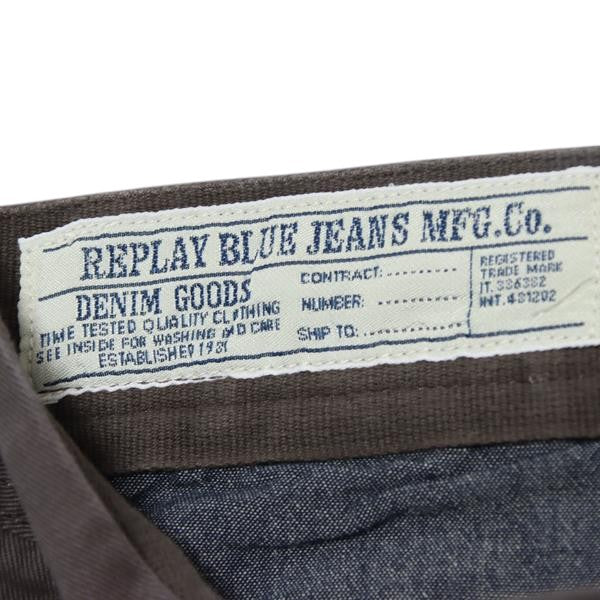 REPLAY BLUE JEANS MFG.Co.
DENIM GOODS
TIME TESTED QUALITY CLOTHING
SEE INSIDE FOR WASHING AND CARE
ESTABLISHED 1981
CONTRACT:
NUMBER:
SHIP TO:
REGISTERED
TRADE MARK
IT. 336382
INT. 481202